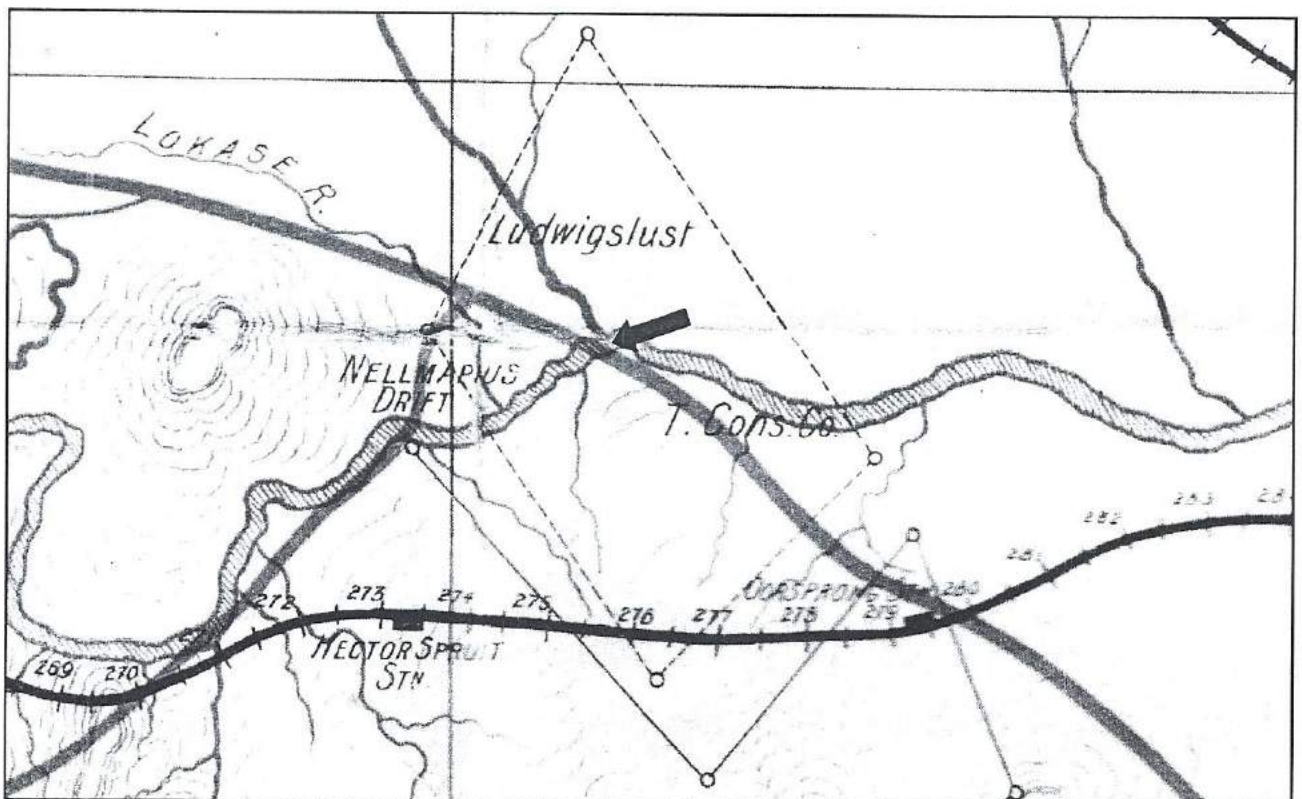 LOKASE R.
Ludwigslust
NELLMAPIUS
DRIFT
T. Cons. Co.
283
282
281
280
279
278
277
276
275
274
273
272
270
269
HECTOR SPRUIT
STN